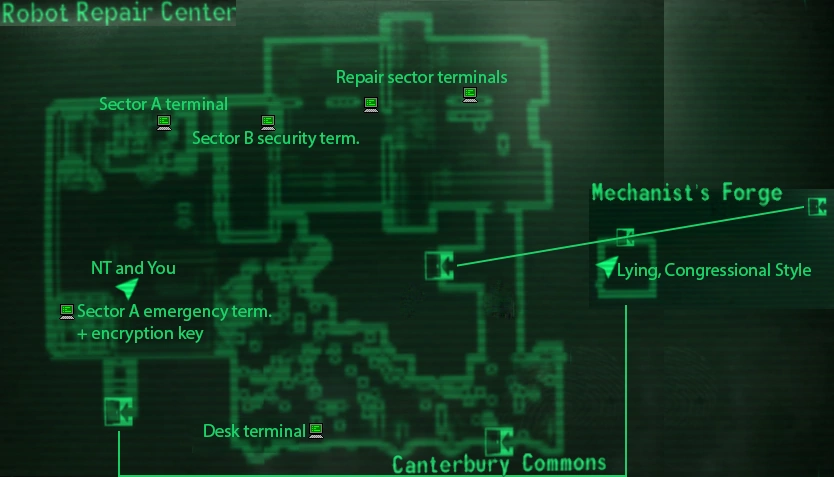 Robot Repair Center
Repair sector terminals
Sector A terminal
Sector B security term.
Mechanist's Forge
NT and You
Lying, Congressional Style
Sector A emergency term.
+ encryption key
Desk terminal
Canterbury Commons